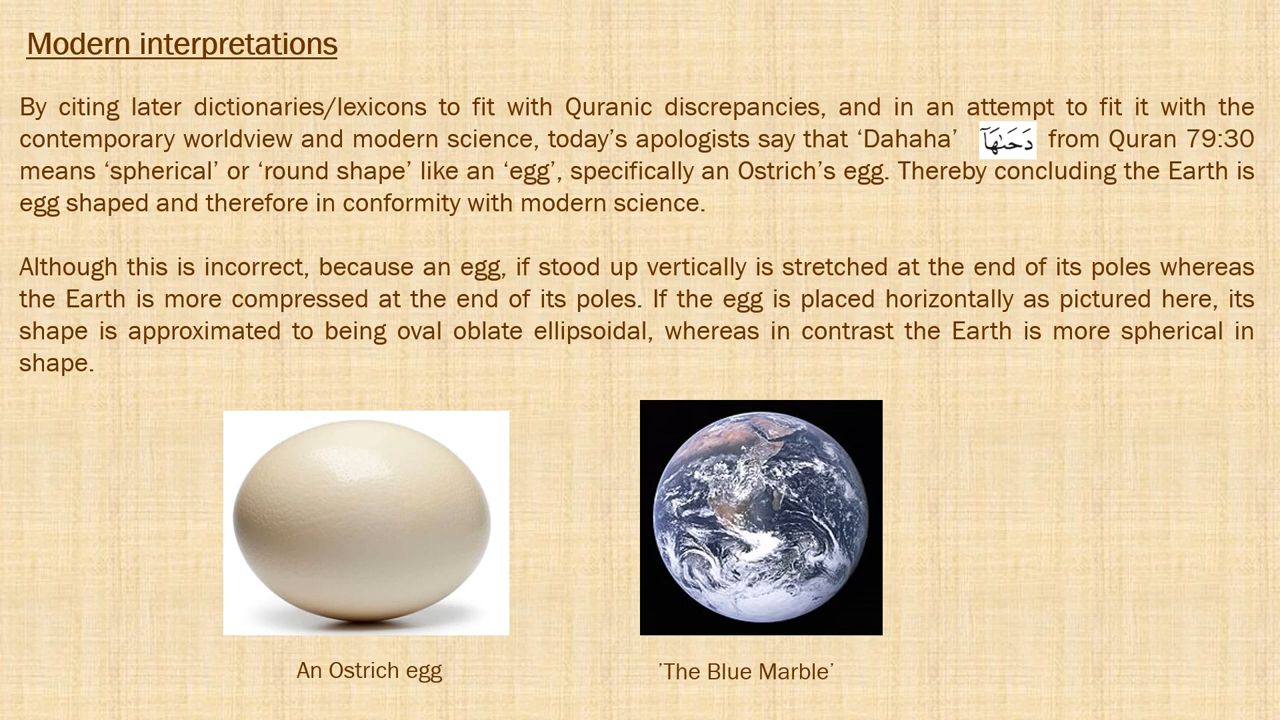 Modern interpretations
By citing later dictionaries/lexicons to fit with Quranic discrepancies, and in an attempt to fit it with the
contemporary worldview and modern science, today’s apologists say that ‘Dahaha’ دَحَىٰهَآ from Quran 79:30
means ‘spherical’ or ‘round shape’ like an ‘egg’, specifically an Ostrich’s egg. Thereby concluding the Earth is
egg shaped and therefore in conformity with modern science.
Although this is incorrect, because an egg, if stood up vertically is stretched at the end of its poles whereas
the Earth is more compressed at the end of its poles. If the egg is placed horizontally as pictured here, its
shape is approximated to being oval oblate ellipsoidal, whereas in contrast the Earth is more spherical in
shape.
An Ostrich egg
’The Blue Marble’